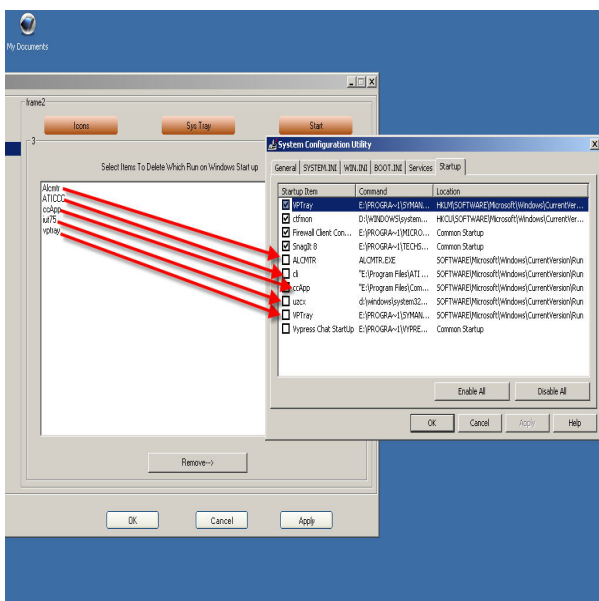 My Documents
frame2
Icons Sys Tray Start
3
Select Items To Delete Which Run on Windows Start up
Alcmtr
ATICCC
ccApp
iut75
vptray
Remove-->
OK Cancel Apply
System Configuration Utility
General SYSTEM.INI WIN.INI BOOT.INI Services Startup
Startup Item Command Location
VPTray E:\PROGRA~1\SYMAN... HKLM\SOFTWARE\Microsoft\Windows\CurrentVer...
ctfmon D:\WINDOWS\system... HKCU\SOFTWARE\Microsoft\Windows\CurrentVer...
Firewall Client Con... E:\PROGRA~1\MICRO... Common Startup
SnagIt 8 E:\PROGRA~1\TECHS... Common Startup
ALCMTR ALCMTR.EXE SOFTWARE\Microsoft\Windows\CurrentVersion\Run
cli "E:\Program Files\ATI ... SOFTWARE\Microsoft\Windows\CurrentVersion\Run
ccApp "E:\Program Files\Com... SOFTWARE\Microsoft\Windows\CurrentVersion\Run
uzcx d:\windows\system32... SOFTWARE\Microsoft\Windows\CurrentVersion\Run
VPTray E:\PROGRA~1\SYMAN... SOFTWARE\Microsoft\Windows\CurrentVersion\Run
Vypress Chat StartUp E:\PROGRA~1\VYPRE... Common Startup
Enable All Disable All
OK Cancel Apply Help